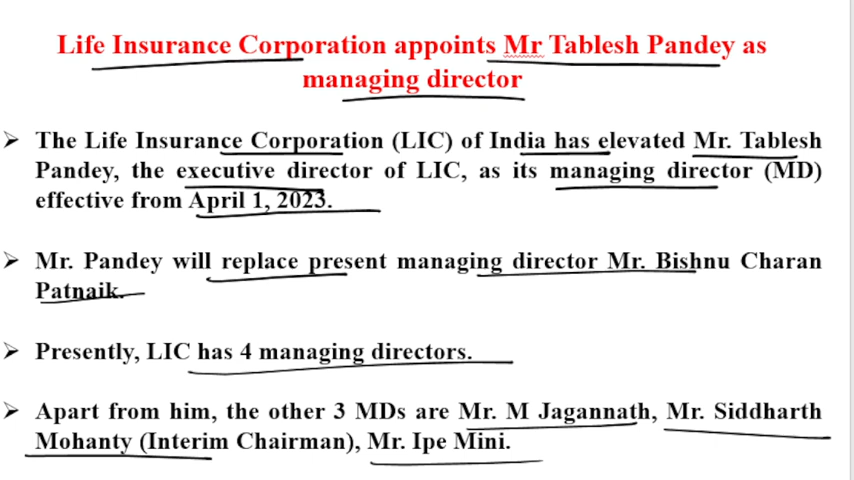 Life Insurance Corporation appoints Mr Tablesh Pandey as
managing director
➢ The Life Insurance Corporation (LIC) of India has elevated Mr. Tablesh
Pandey, the executive director of LIC, as its managing director (MD)
effective from April 1, 2023.
➢ Mr. Pandey will replace present managing director Mr. Bishnu Charan
Patnaik.
➢ Presently, LIC has 4 managing directors.
➢ Apart from him, the other 3 MDs are Mr. M Jagannath, Mr. Siddharth
Mohanty (Interim Chairman), Mr. Ipe Mini.